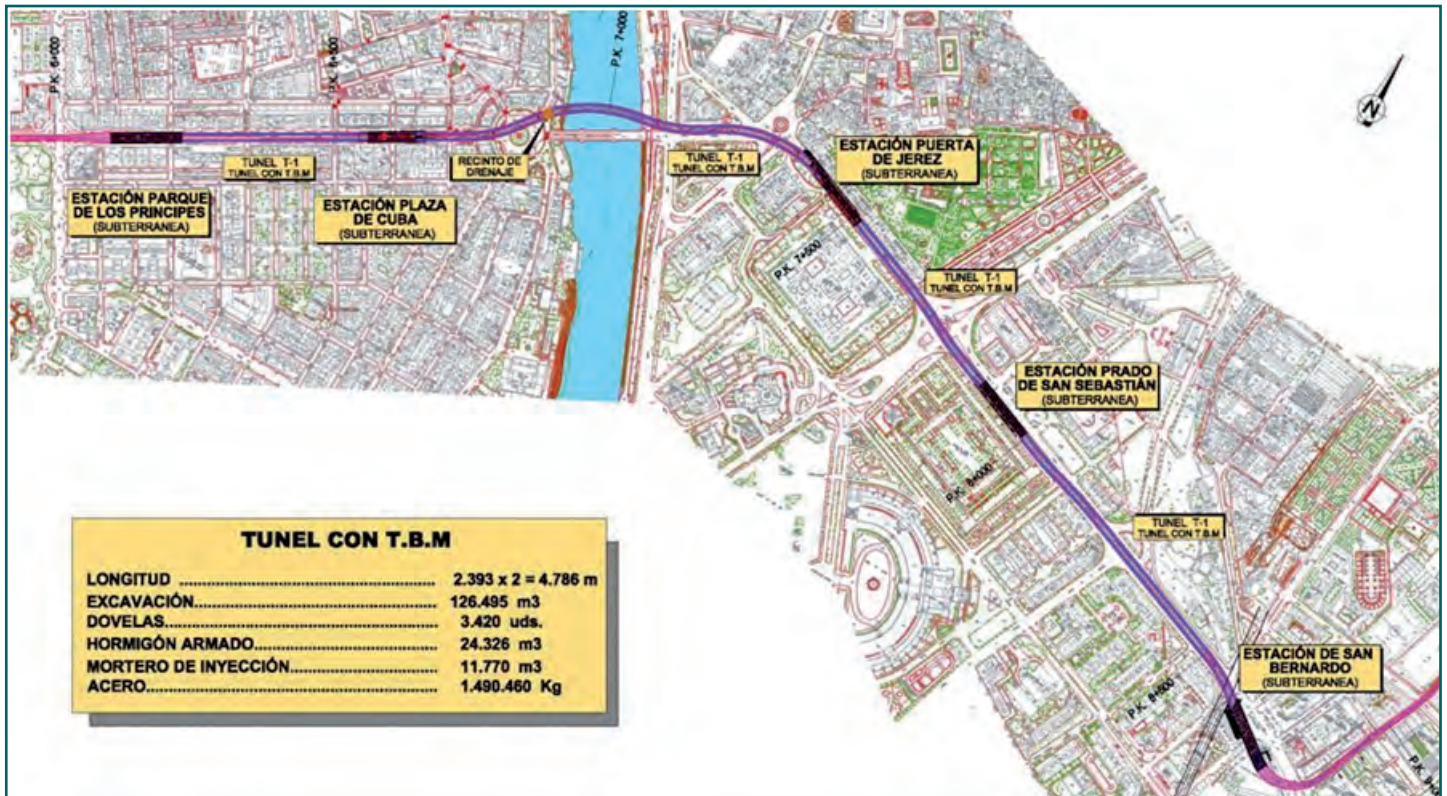 P.K. 6+000
P.K. 6+500
P.K. 7+000
N
TUNEL T-1
TUNEL CON T.B.M
RECINTO DE
DRENAJE
TUNEL T-1
TUNEL CON T.B.M
ESTACIÓN PUERTA
DE JEREZ
(SUBTERRANEA)
ESTACIÓN PARQUE
DE LOS PRINCIPES
(SUBTERRANEA)
ESTACIÓN PLAZA
DE CUBA
(SUBTERRANEA)
P.K. 7+500
TUNEL T-1
TUNEL CON T.B.M
ESTACIÓN PRADO
DE SAN SEBASTIÁN
(SUBTERRANEA)
P.K. 8+000
TUNEL T-1
TUNEL CON T.B.M
ESTACIÓN DE SAN
BERNARDO
(SUBTERRANEA)
P.K. 8+500
TUNEL CON T.B.M
LONGITUD ................................................ 2.393 x 2 = 4.786 m
EXCAVACIÓN............................................. 126.495 m3
DOVELAS.................................................. 3.420 uds.
HORMIGÓN ARMADO.................................. 24.326 m3
MORTERO DE INYECCIÓN........................... 11.770 m3
ACERO..................................................... 1.490.460 Kg